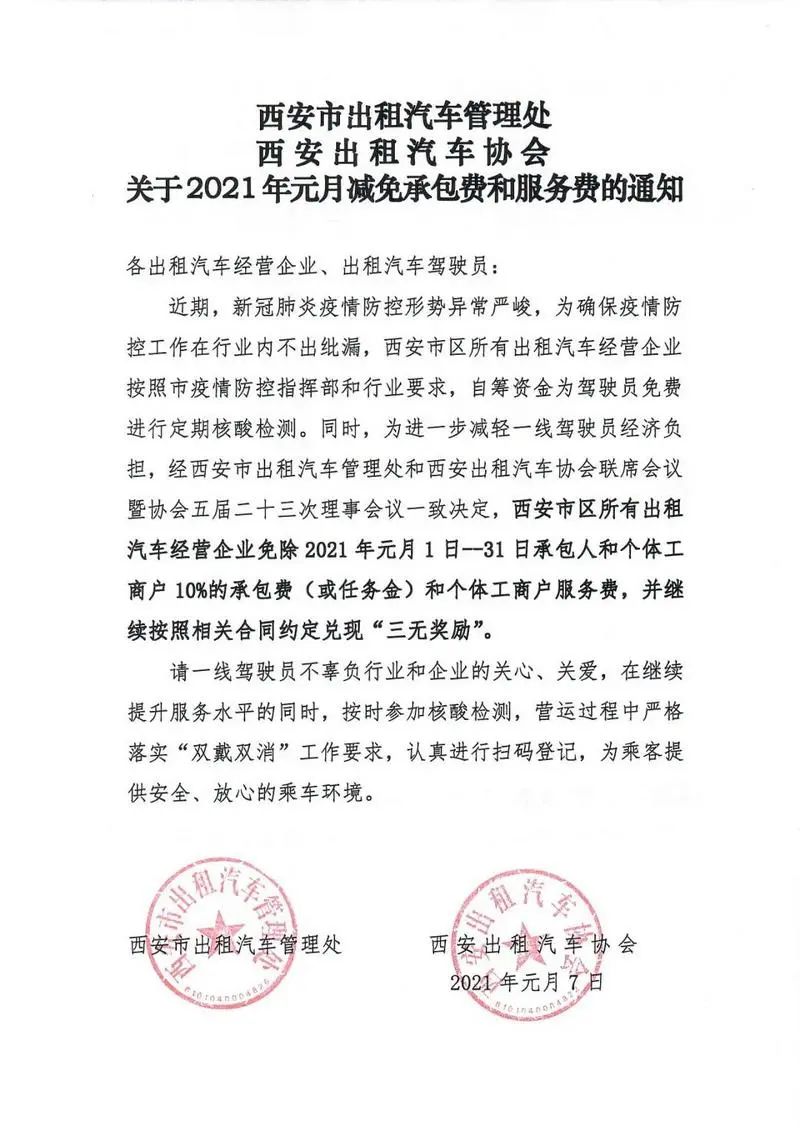 西安市出租汽车管理处
西安出租汽车协会
关于2021年元月减免承包费和服务费的通知
各出租汽车经营企业、出租汽车驾驶员：
近期，新冠肺炎疫情防控形势异常严峻，为确保疫情防
控工作在行业内不出纰漏，西安市区所有出租汽车经营企业
按照市疫情防控指挥部和行业要求，自筹资金为驾驶员免费
进行定期核酸检测。同时，为进一步减轻一线驾驶员经济负
担，经西安市出租汽车管理处和西安出租汽车协会联席会议
暨协会五届二十三次理事会议一致决定，西安市区所有出租
汽车经营企业免除2021年元月1日--31日承包人和个体工
商户10%的承包费（或任务金）和个体工商户服务费，并继
续按照相关合同约定兑现“三无奖励”。
请一线驾驶员不辜负行业和企业的关心、关爱，在继续
提升服务水平的同时，按时参加核酸检测，营运过程中严格
落实“双戴双消”工作要求，认真进行扫码登记，为乘客提
供安全、放心的乘车环境。
西安市出租汽车管理处
西安市出租汽车管理处
西安出租汽车协会
西安出租汽车协会
2021年元月7日